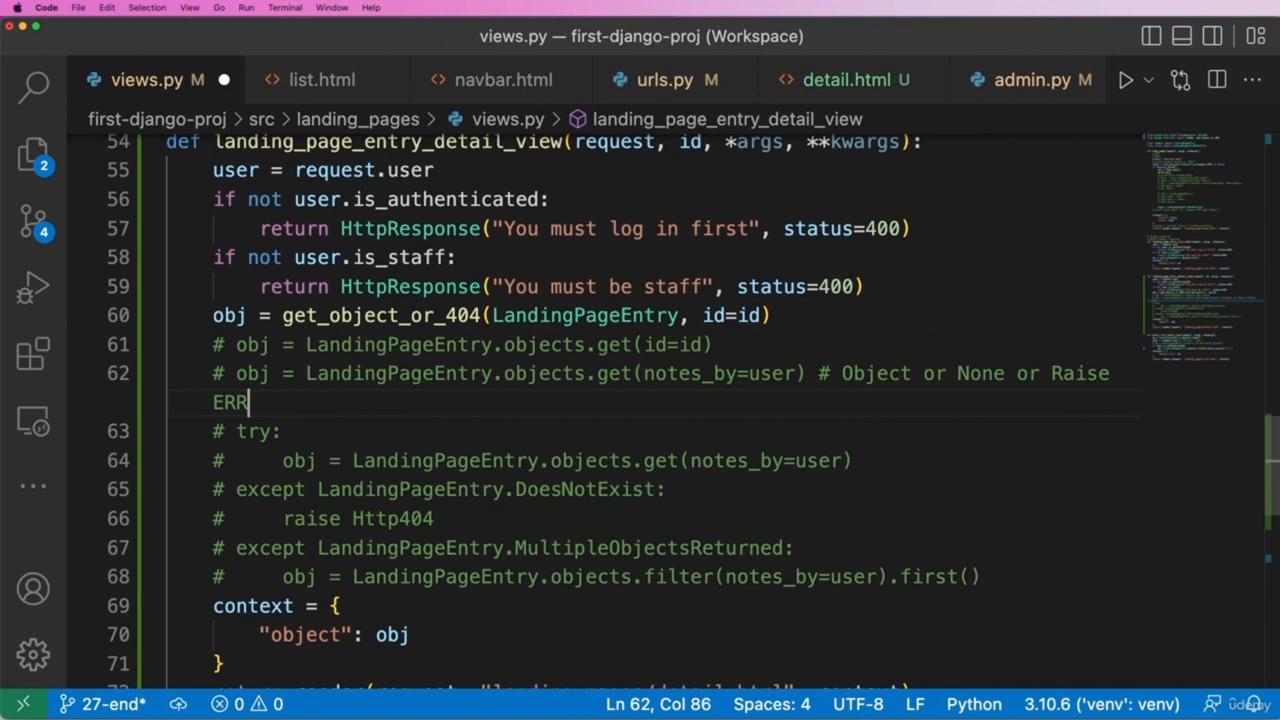 Code File Edit Selection View Go Run Terminal Window Help
views.py — first-django-proj (Workspace)
views.py M list.html navbar.html urls.py M detail.html U admin.py M
first-django-proj > src > landing_pages > views.py > landing_page_entry_detail_view
54 def landing_page_entry_detail_view(request, id, *args, **kwargs):
55 user = request.user
56 if not user.is_authenticated:
57 return HttpResponse("You must log in first", status=400)
58 if not user.is_staff:
59 return HttpResponse("You must be staff", status=400)
60 obj = get_object_or_404(LandingPageEntry, id=id)
61 # obj = LandingPageEntry.objects.get(id=id)
62 # obj = LandingPageEntry.objects.get(notes_by=user) # Object or None or Raise
ERR
63 # try:
64 # obj = LandingPageEntry.objects.get(notes_by=user)
65 # except LandingPageEntry.DoesNotExist:
66 # raise Http404
67 # except LandingPageEntry.MultipleObjectsReturned:
68 # obj = LandingPageEntry.objects.filter(notes_by=user).first()
69 context = {
70 "object": obj
71 }
2
4
27-end* 0 0 Ln 62, Col 86 Spaces: 4 UTF-8 LF Python 3.10.6 ('venv': venv) udemy